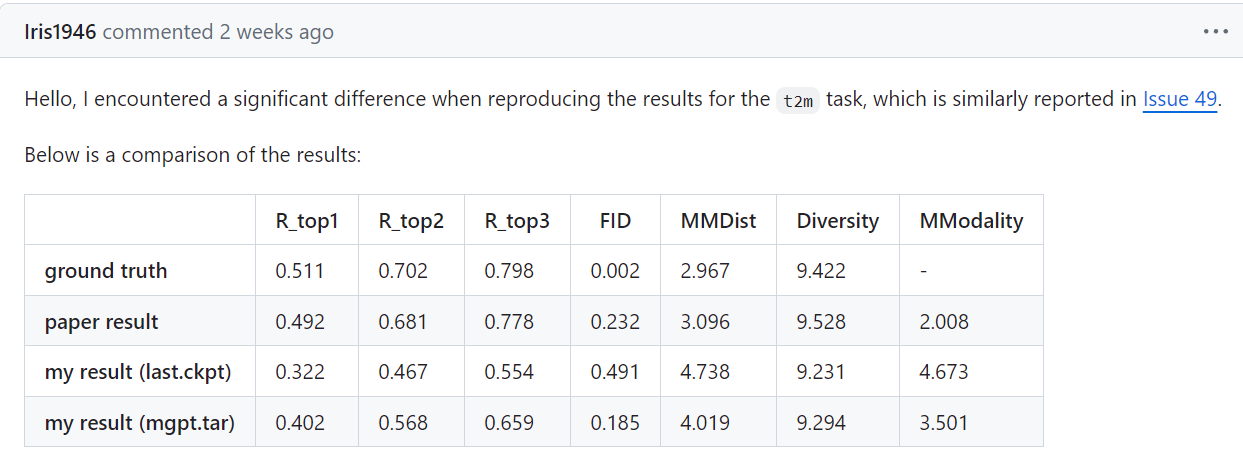 Iris1946 commented 2 weeks ago
Hello, I encountered a significant difference when reproducing the results for the t2m task, which is similarly reported in Issue 49.
Below is a comparison of the results:
R_top1 R_top2 R_top3 FID MMDist Diversity MModality
ground truth 0.511 0.702 0.798 0.002 2.967 9.422 -
paper result 0.492 0.681 0.778 0.232 3.096 9.528 2.008
my result (last.ckpt) 0.322 0.467 0.554 0.491 4.738 9.231 4.673
my result (mgpt.tar) 0.402 0.568 0.659 0.185 4.019 9.294 3.501